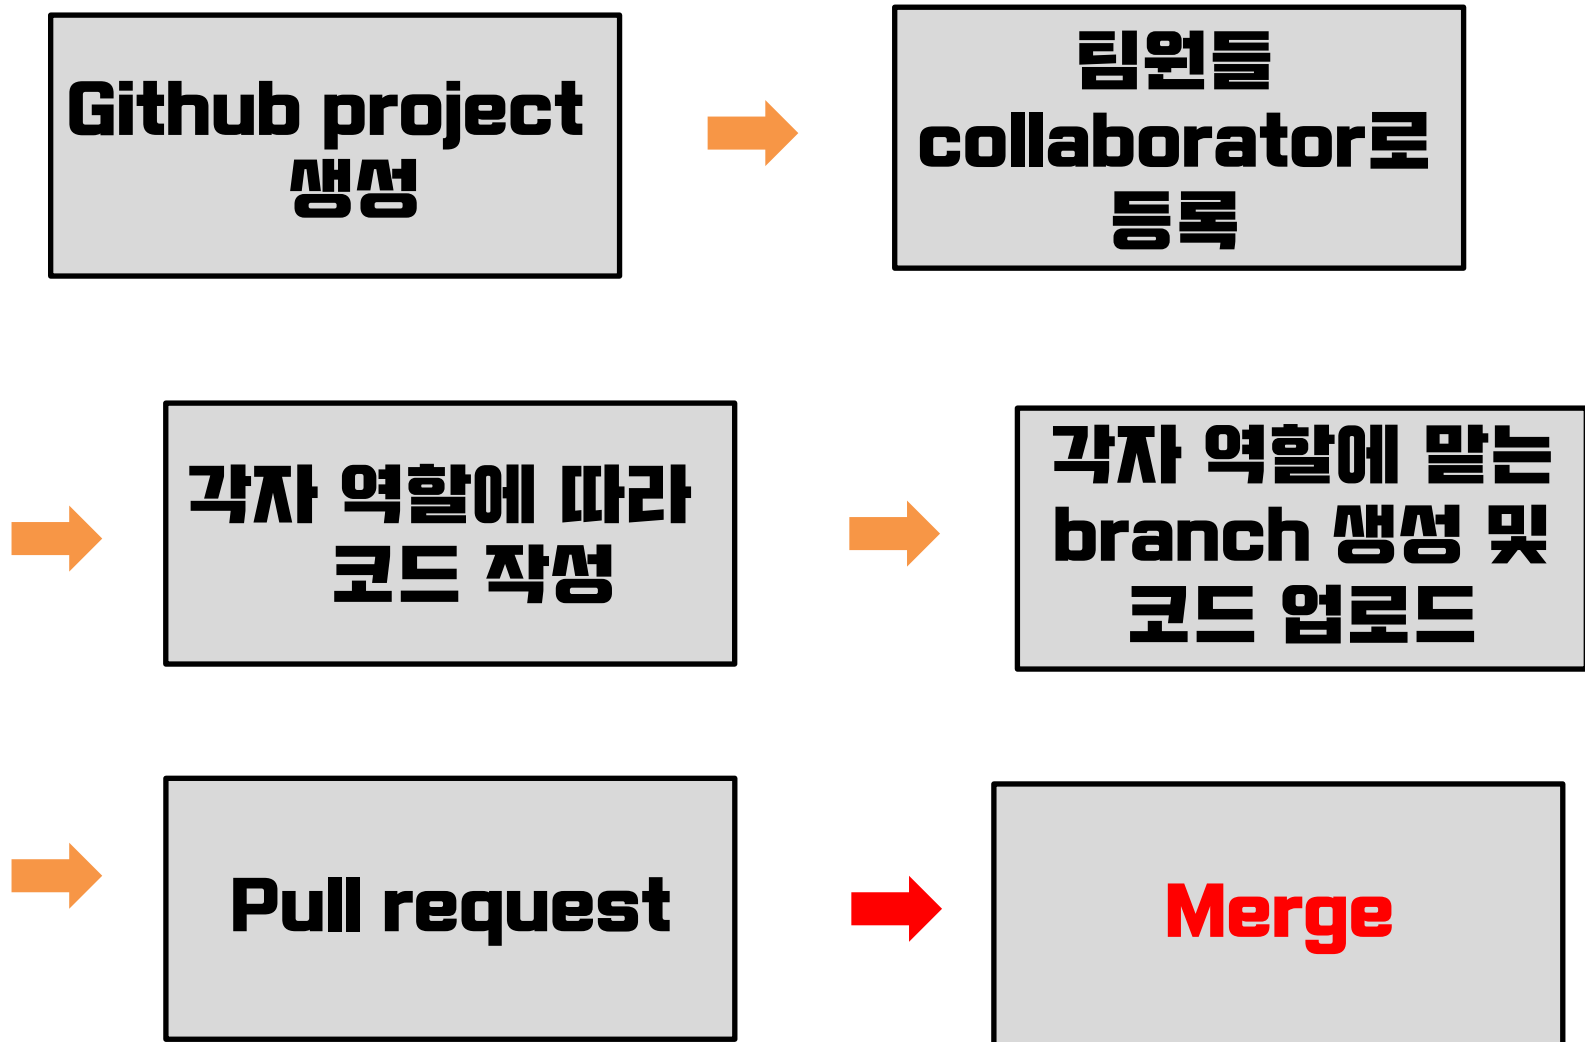 Github project
생성
팀원들
collaborator로
등록
각자 역할에 따라
코드 작성
각자 역할에 맡는
branch 생성 및
코드 업로드
Pull request
Merge